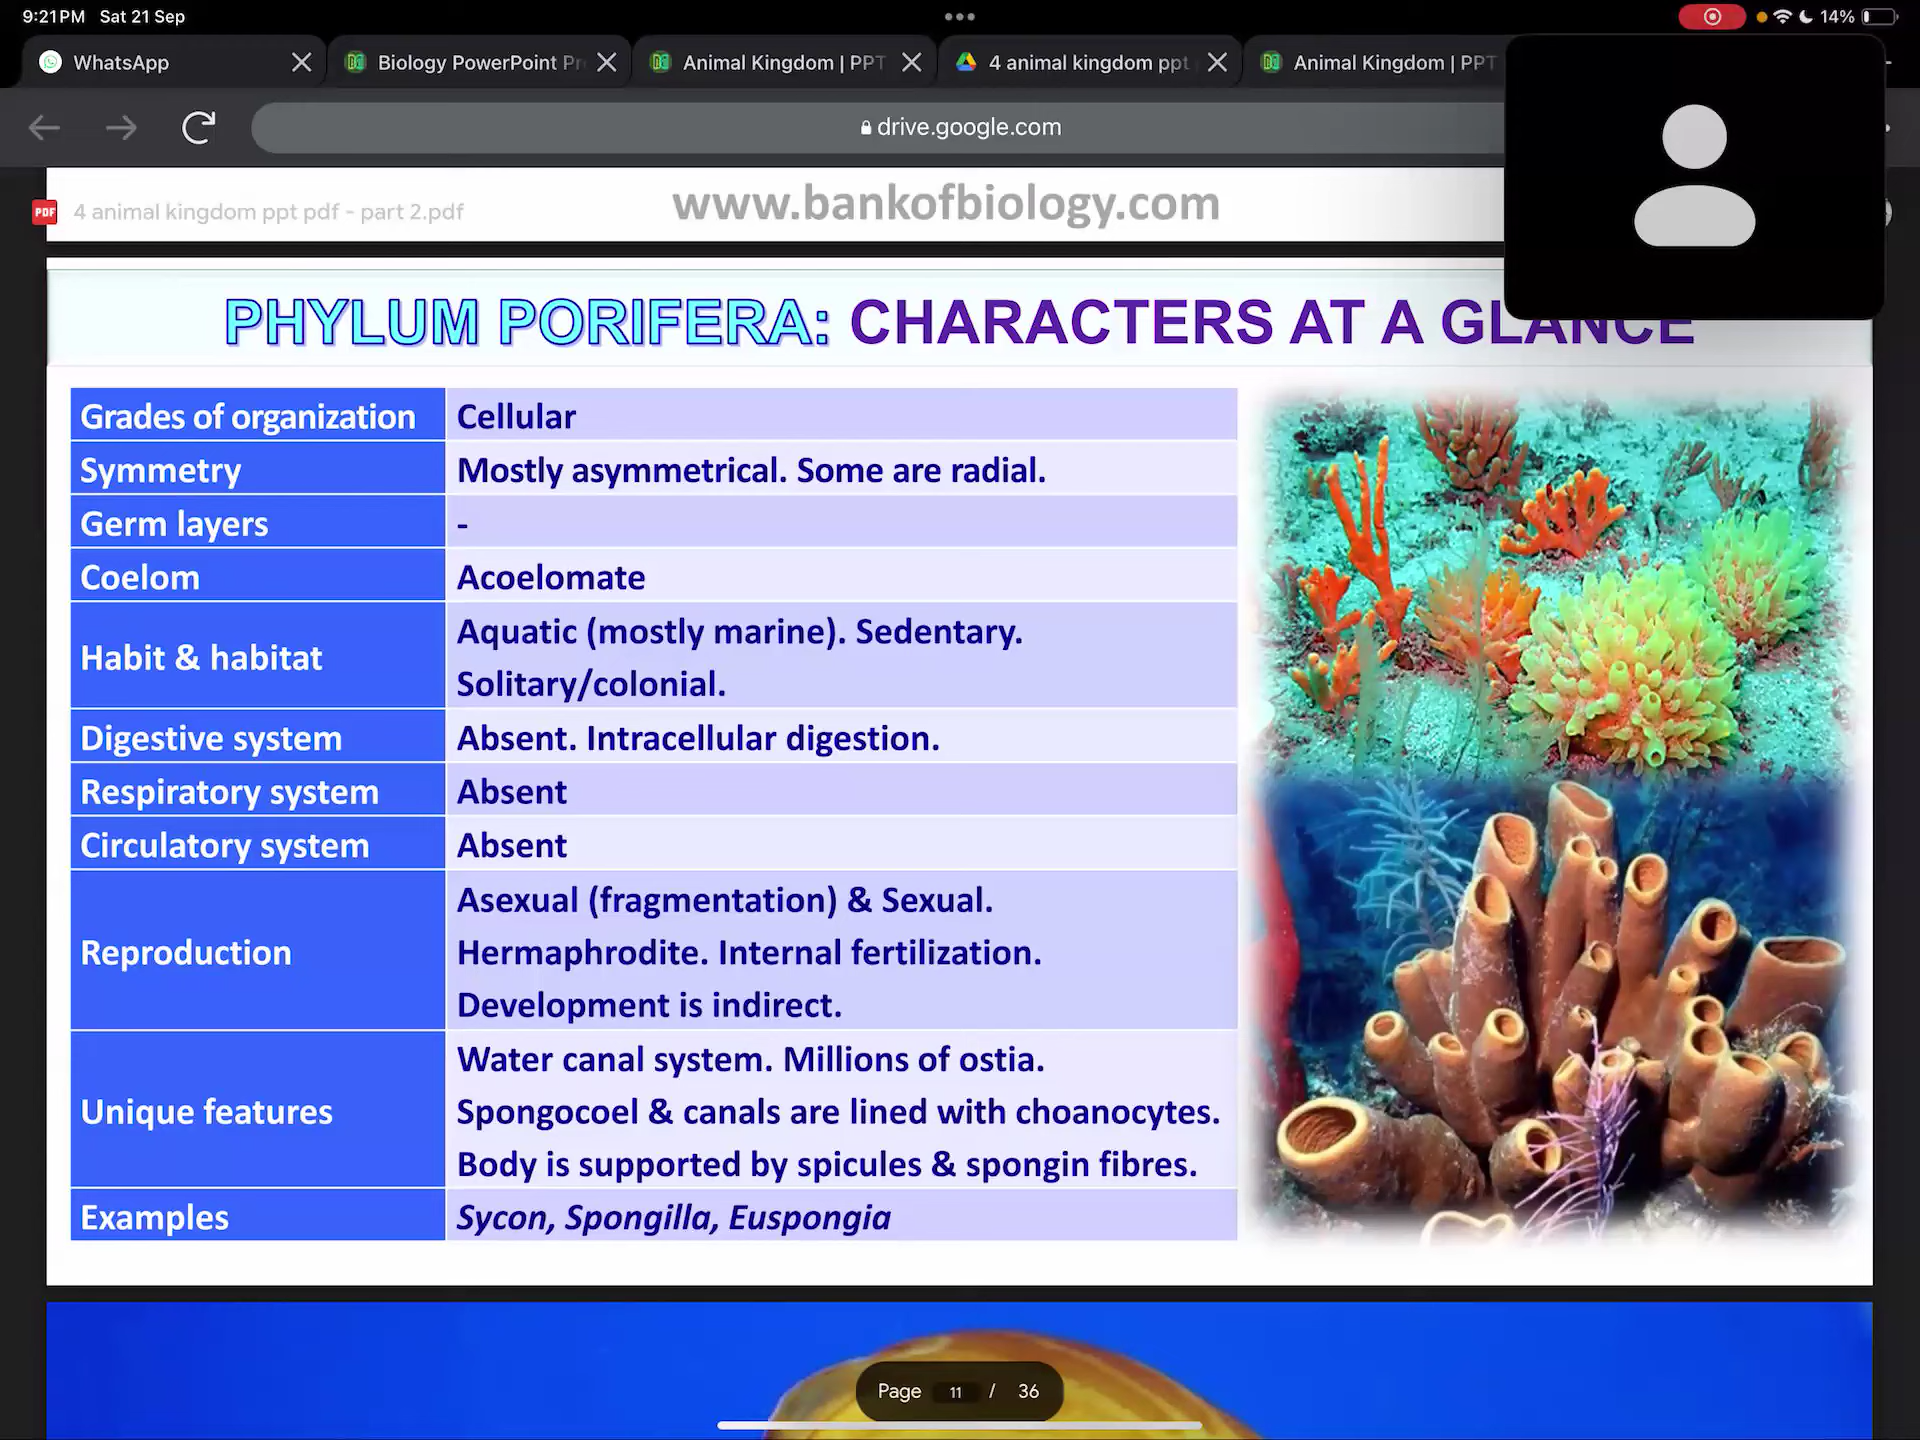 9:21PM Sat 21 Sep
14%
WhatsApp
Biology PowerPoint Pr
Animal Kingdom | PPT
4 animal kingdom ppt
Animal Kingdom | PPT
drive.google.com
PDF
4 animal kingdom ppt pdf - part 2.pdf
www.bankofbiology.com
PHYLUM PORIFERA: CHARACTERS AT A GLANCE
Grades of organization Cellular
Symmetry Mostly asymmetrical. Some are radial.
Germ layers -
Coelom Acoelomate
Habit & habitat Aquatic (mostly marine). Sedentary.
Solitary/colonial.
Digestive system Absent. Intracellular digestion.
Respiratory system Absent
Circulatory system Absent
Reproduction Asexual (fragmentation) & Sexual.
Hermaphrodite. Internal fertilization.
Development is indirect.
Unique features Water canal system. Millions of ostia.
Spongocoel & canals are lined with choanocytes.
Body is supported by spicules & spongin fibres.
Examples Sycon, Spongilla, Euspongia
Page 11 / 36